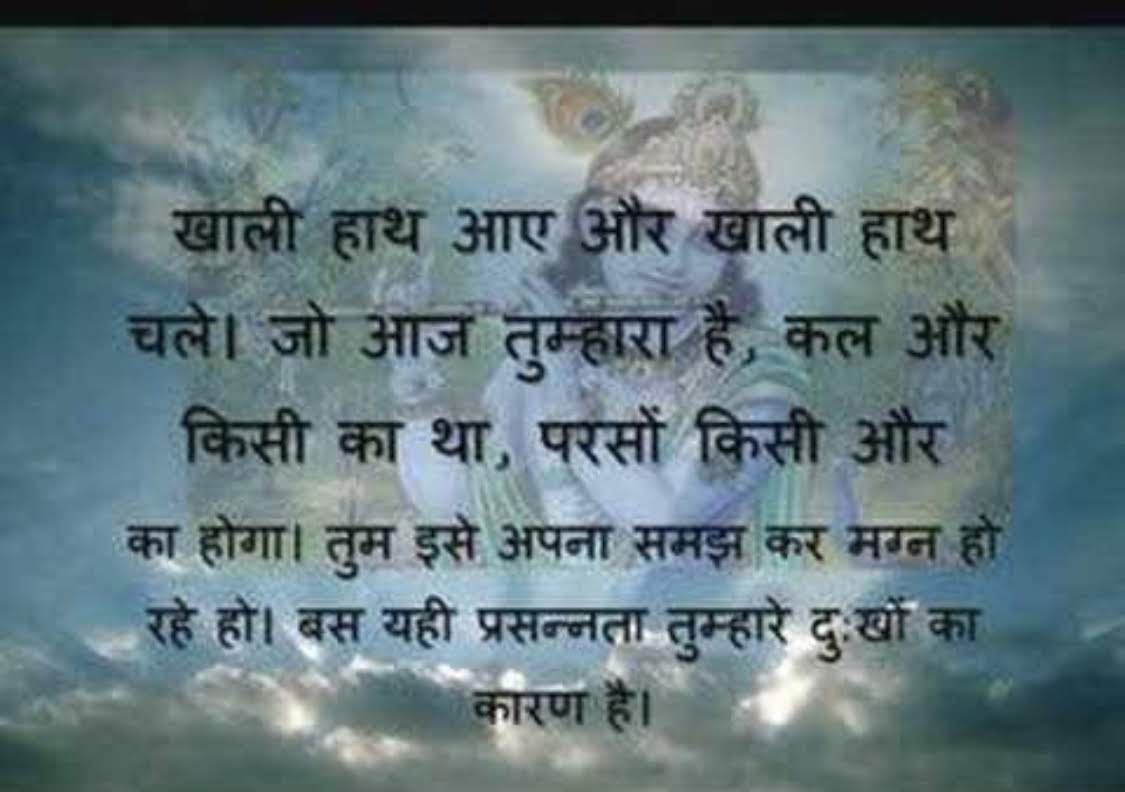 खाली हाथ आए और खाली हाथ
चले। जो आज तुम्हारा है, कल और
किसी का था, परसों किसी और
का होगा। तुम इसे अपना समझ कर मग्न हो
रहे हो। बस यही प्रसन्नता तुम्हारे दु:खों का
कारण है।